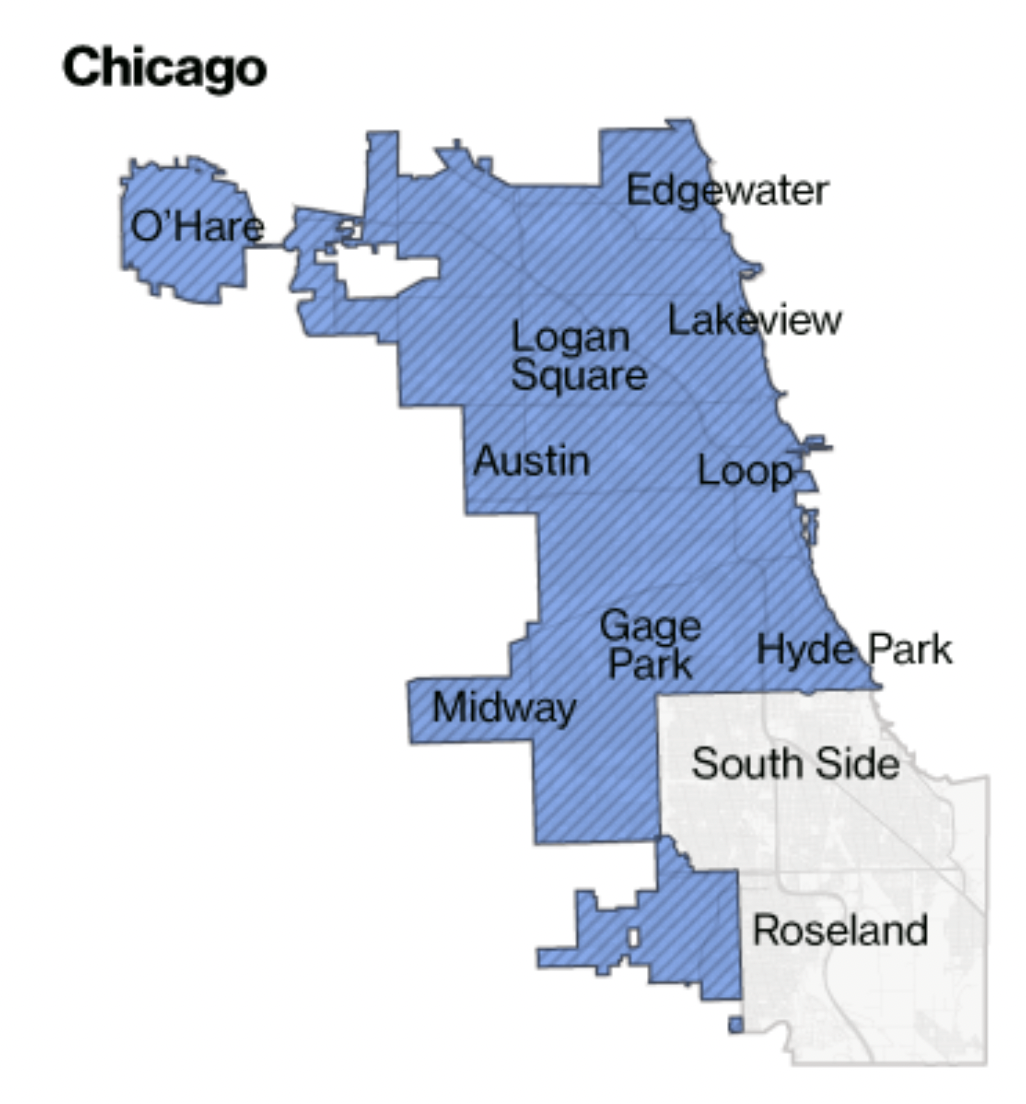 Chicago
Edgewater
O'Hare
Lakeview
Logan
Square
Austin
Loop
Gage
Park
Hyde Park
Midway
South Side
Roseland